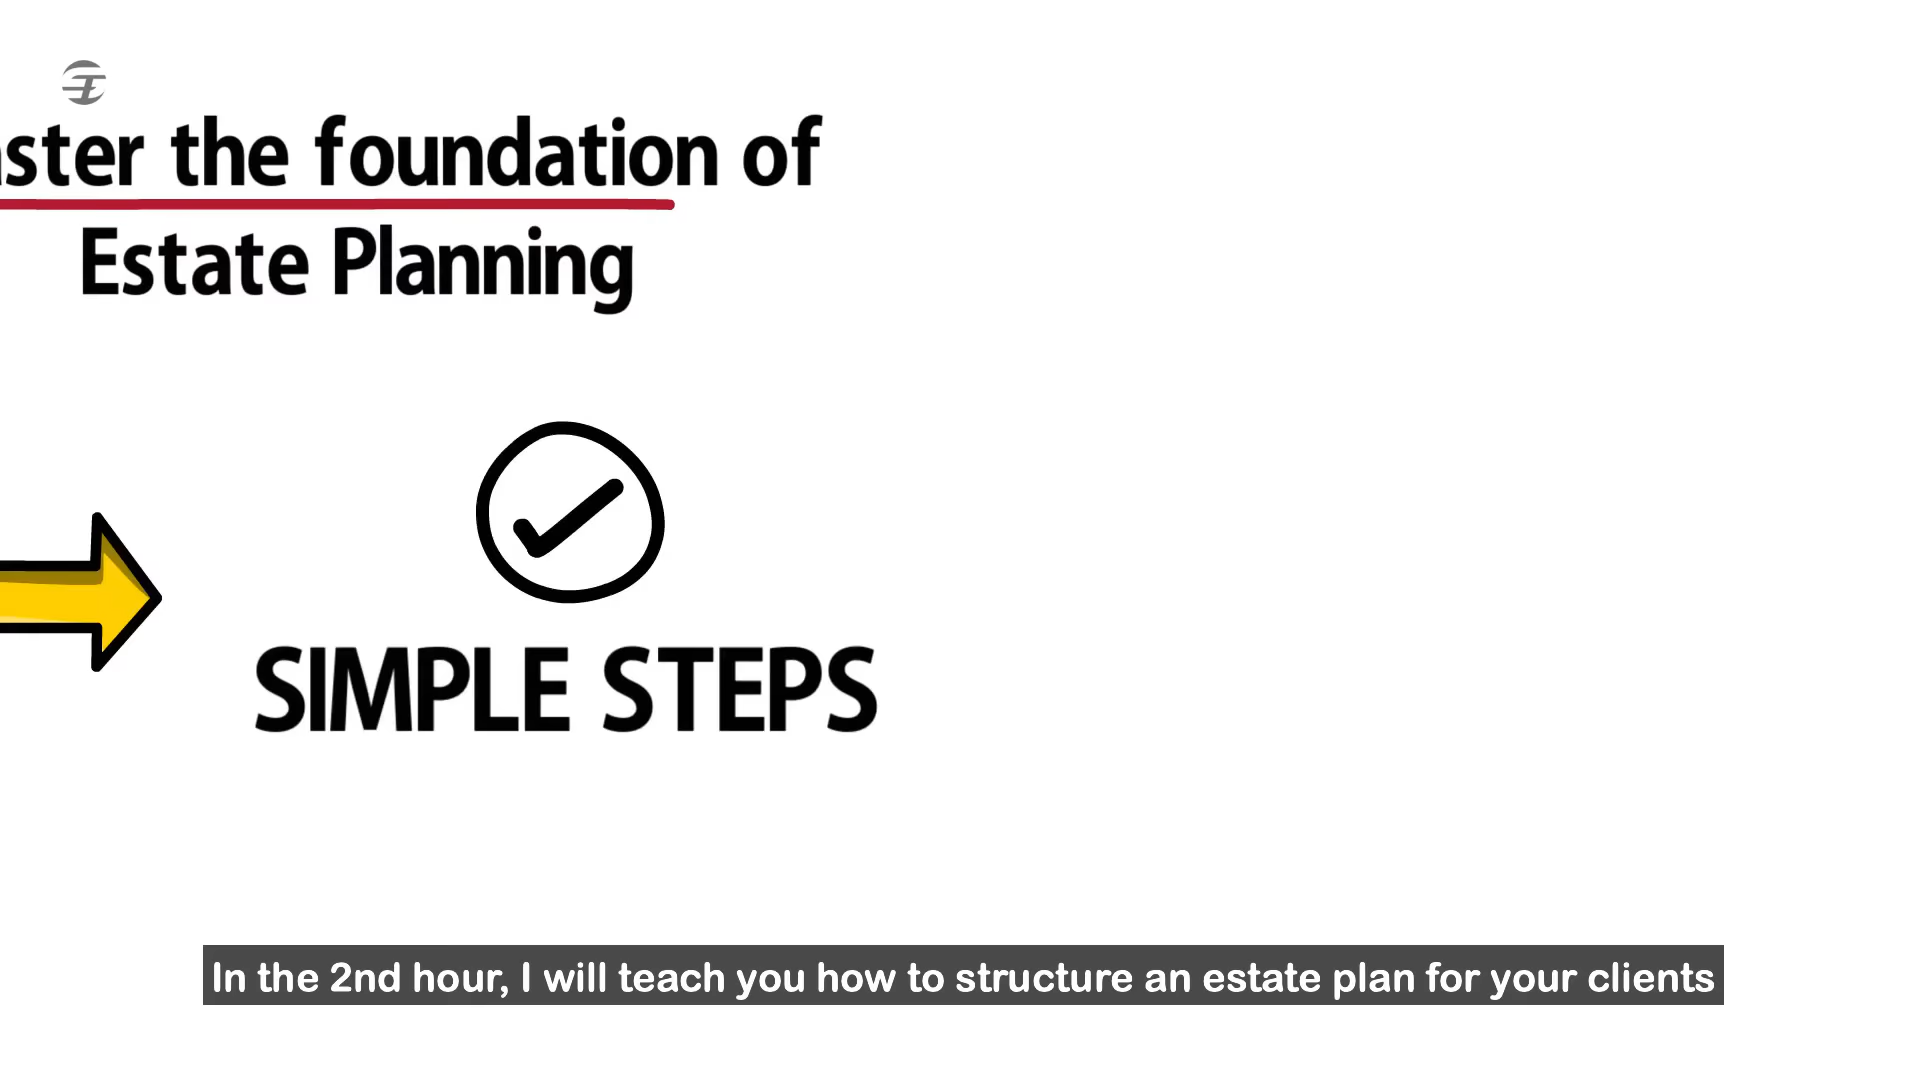 ster the foundation of
Estate Planning
SIMPLE STEPS
In the 2nd hour, I will teach you how to structure an estate plan for your clients